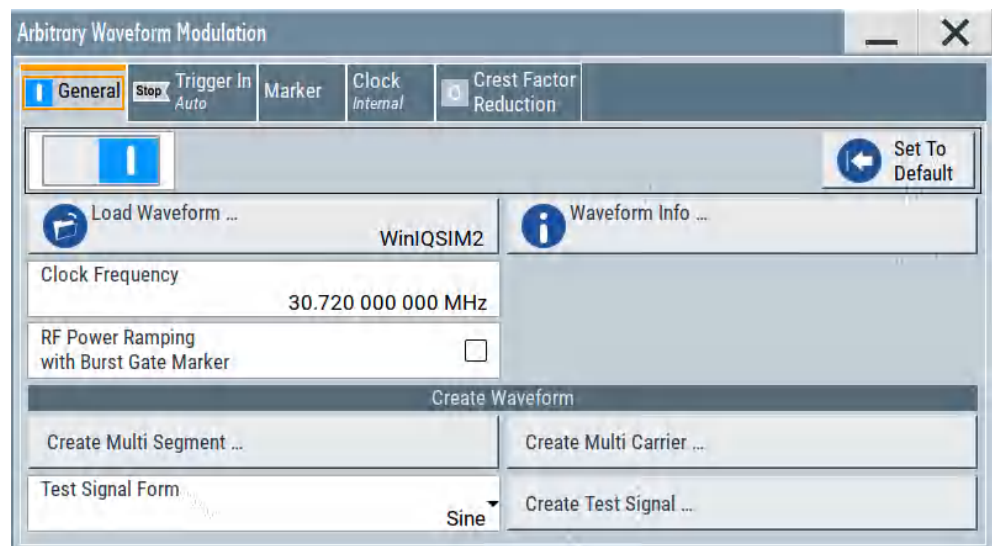 Arbitrary Waveform Modulation
General
Stop
Trigger In
Auto
Marker
Clock
Internal
Crest Factor
Reduction
Set To
Default
Load Waveform ...
WinIQSIM2
Waveform Info ...
Clock Frequency
30.720 000 000 MHz
RF Power Ramping
with Burst Gate Marker
Create Waveform
Create Multi Segment ...
Create Multi Carrier ...
Test Signal Form
Sine
Create Test Signal ...